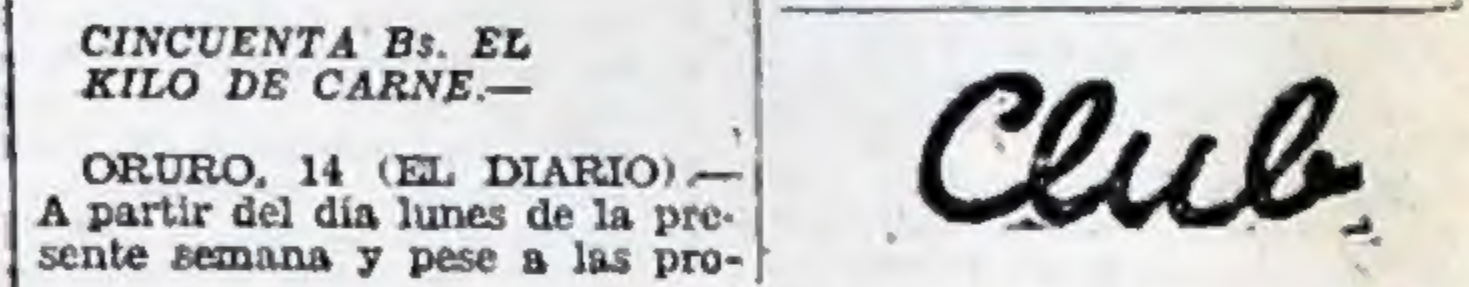 CINCUENTA Bs. EL
KILO DE CARNE.—
ORURO, 14 (EL DIARIO).—
A partir del día lunes de la pre-
sente semana y pese a las pro-
Club